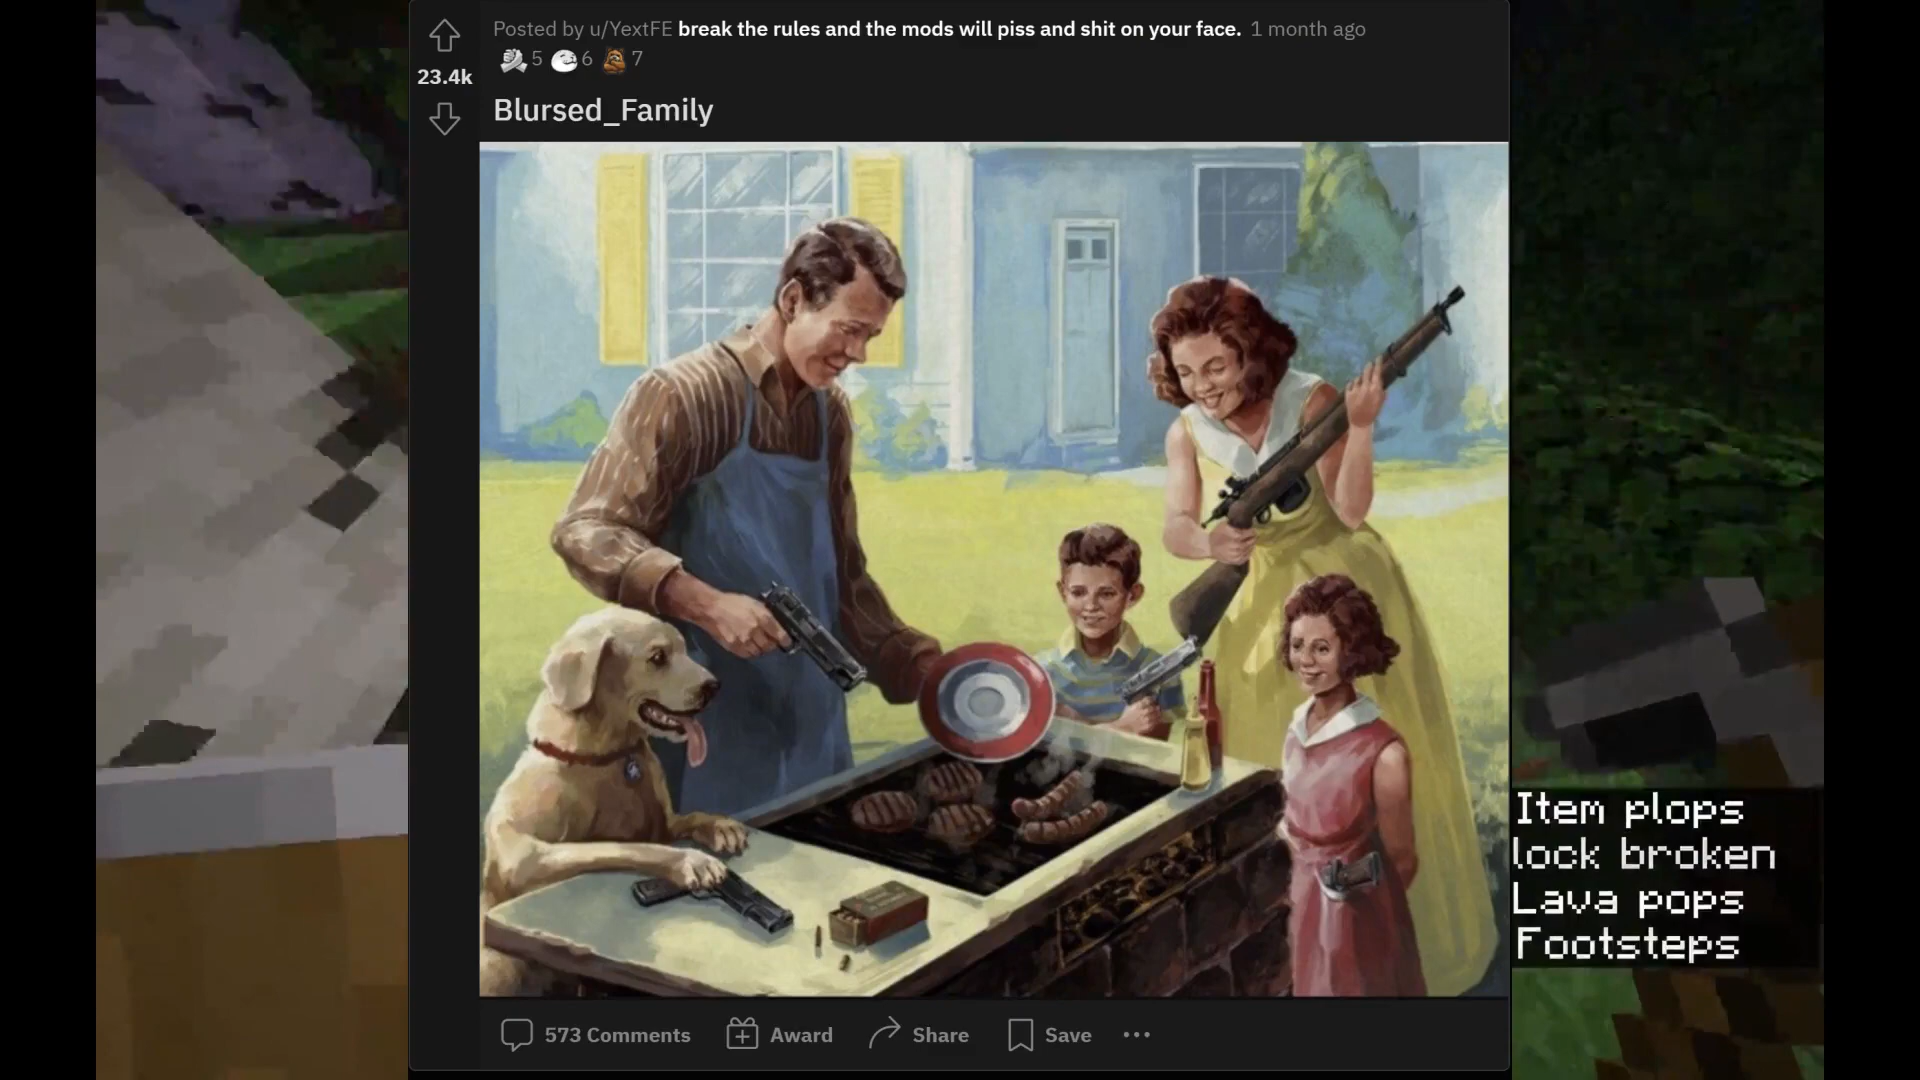 Posted by u/YextFE break the rules and the mods will piss and shit on your face. 1 month ago
5 6 7
23.4k
Blursed_Family
Item plops
lock broken
Lava pops
Footsteps
573 Comments Award Share Save